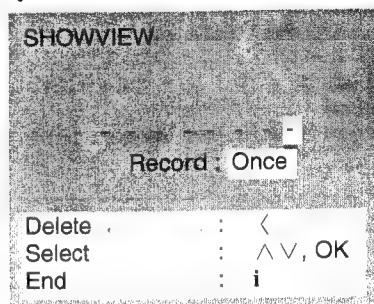 SHOWVIEW
- - - - - - - - -
Record : Once
Delete : <
Select : ∧ ∨, OK
End : i